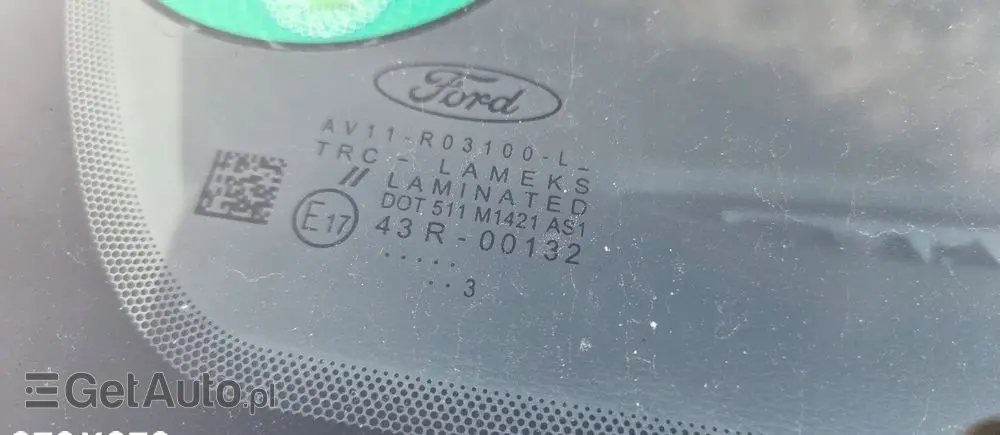 Ford
AV11-R03100-L-
TRC - LAMEKS
// LAMINATED
DOT 511 M1421 AS1
E17 43R-00132
.....
..3
GetAuto.pl